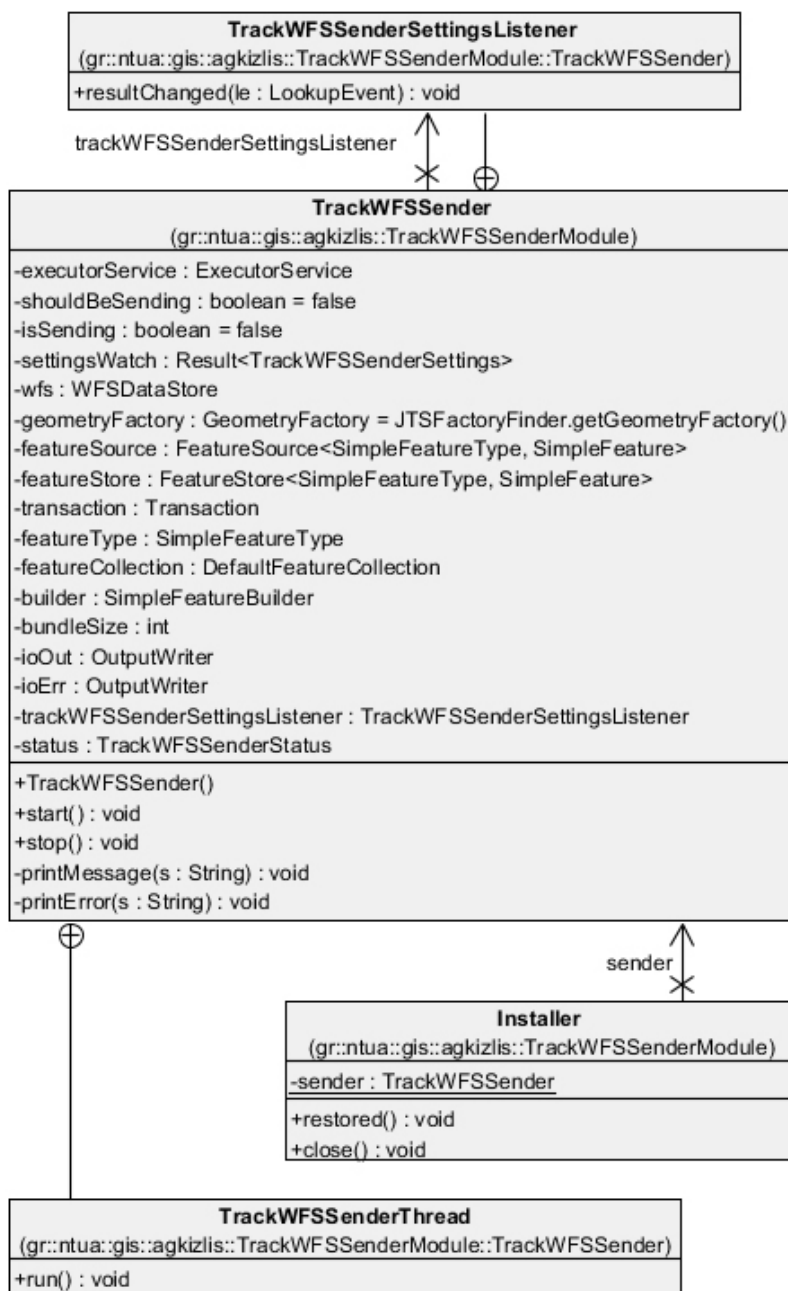 TrackWFSSenderSettingsListener
(gr::ntua::gis::agkizlis::TrackWFSSenderModule::TrackWFSSender)
+resultChanged(le : LookupEvent) : void
trackWFSSenderSettingsListener
TrackWFSSender
(gr::ntua::gis::agkizlis::TrackWFSSenderModule)
-executorService : ExecutorService
-shouldBeSending : boolean = false
-isSending : boolean = false
-settingsWatch : Result<TrackWFSSenderSettings>
-wfs : WFSDataStore
-geometryFactory : GeometryFactory = JTSFactoryFinder.getGeometryFactory()
-featureSource : FeatureSource<SimpleFeatureType, SimpleFeature>
-featureStore : FeatureStore<SimpleFeatureType, SimpleFeature>
-transaction : Transaction
-featureType : SimpleFeatureType
-featureCollection : DefaultFeatureCollection
-builder : SimpleFeatureBuilder
-bundleSize : int
-ioOut : OutputWriter
-ioErr : OutputWriter
-trackWFSSenderSettingsListener : TrackWFSSenderSettingsListener
-status : TrackWFSSenderStatus
+TrackWFSSender()
+start() : void
+stop() : void
-printMessage(s : String) : void
-printError(s : String) : void
sender
Installer
(gr::ntua::gis::agkizlis::TrackWFSSenderModule)
-sender : TrackWFSSender
+restored() : void
+close() : void
TrackWFSSenderThread
(gr::ntua::gis::agkizlis::TrackWFSSenderModule::TrackWFSSender)
+run() : void